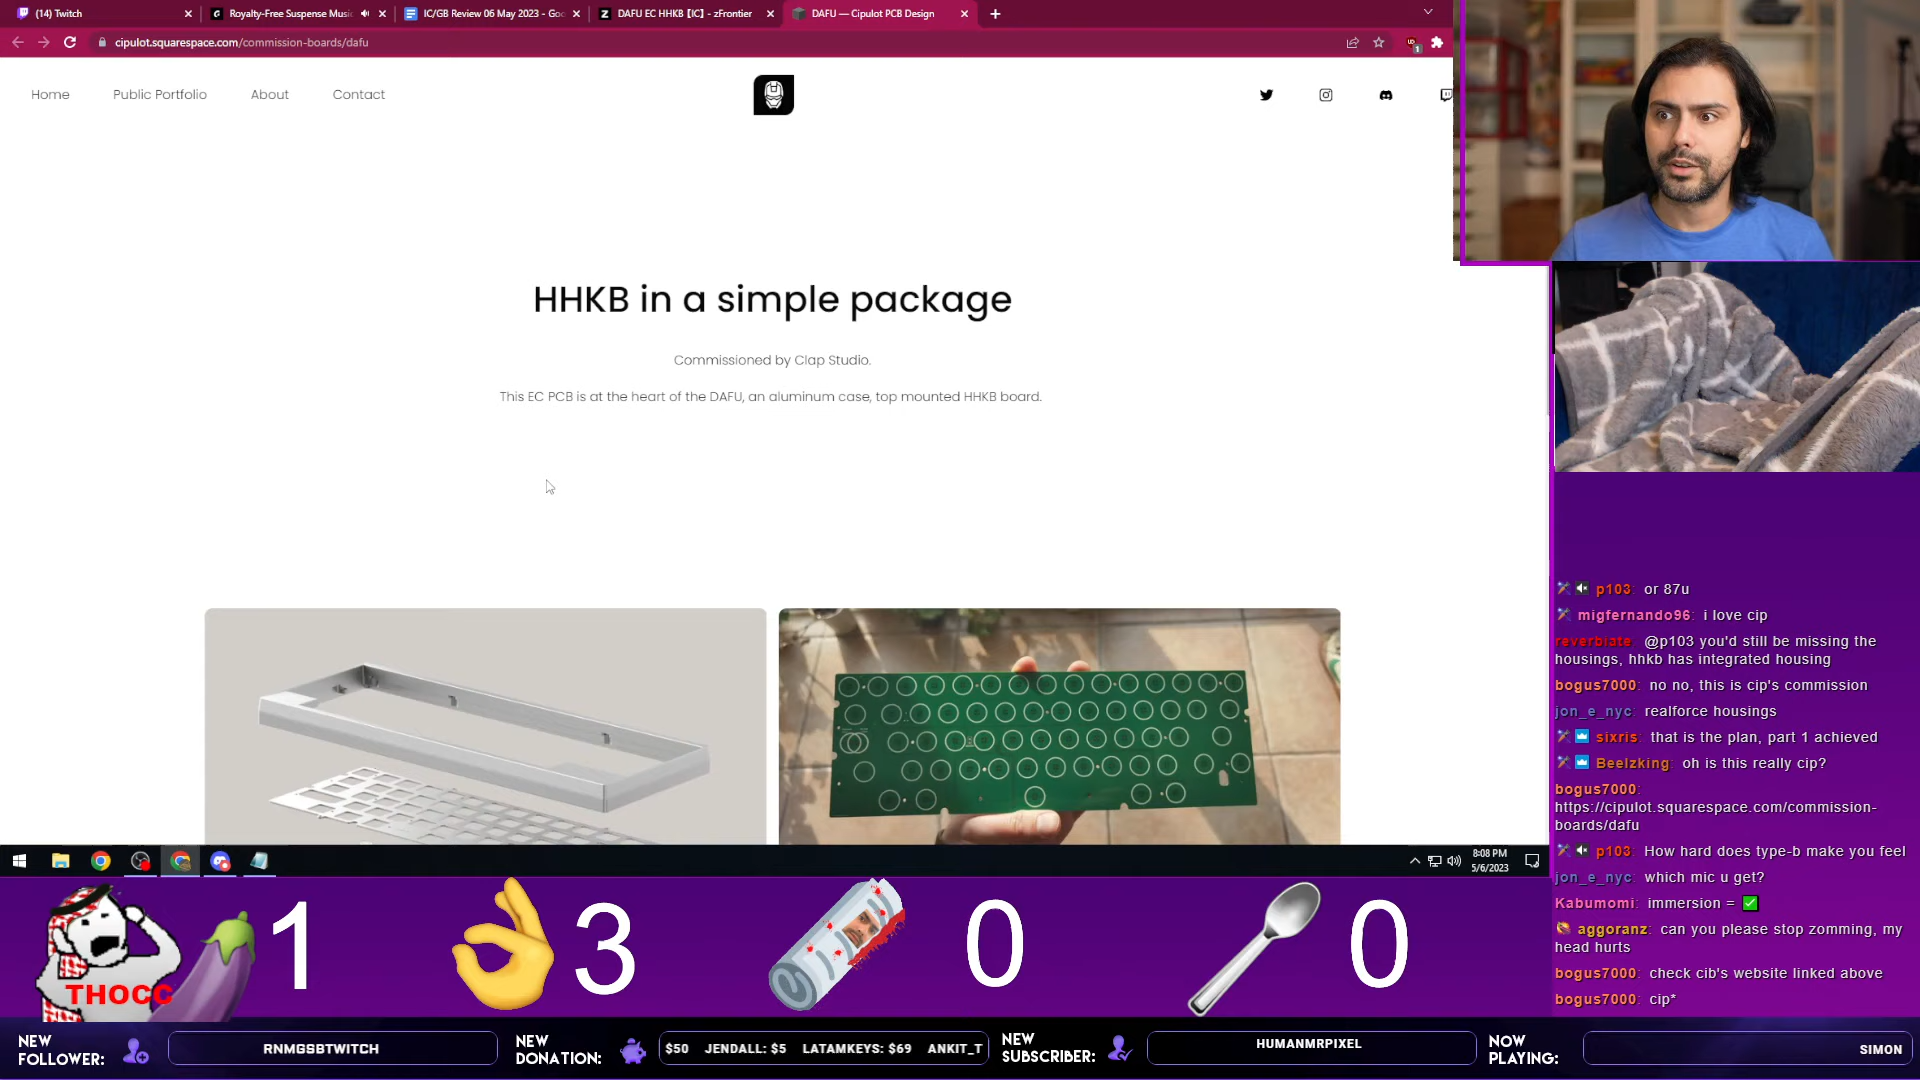 (14) Twitch
Royalty-Free Suspense Music
IC/GB Review 06 May 2023 - Goo
DAFU EC HHKB【IC】 - zFrontier
DAFU — Cipulot PCB Design
cipulot.squarespace.com/commission-boards/dafu
Home
Public Portfolio
About
Contact
HHKB in a simple package
Commissioned by Clap Studio.
This EC PCB is at the heart of the DAFU, an aluminum case, top mounted HHKB board.
p103: or 87u
migfernando96: i love cip
reverbiate: @p103 you'd still be missing the
housings, hhkb has integrated housing
bogus7000: no no, this is cip's commission
jon_e_nyc: realforce housings
sixris: that is the plan, part 1 achieved
Beelzking: oh is this really cip?
bogus7000:
https://cipulot.squarespace.com/commission-
boards/dafu
p103: How hard does type-b make you feel
jon_e_nyc: which mic u get?
Kabumomi: immersion = ✅
aggoranz: can you please stop zomming, my
head hurts
bogus7000: check cib's website linked above
bogus7000: cip*
8:08 PM
5/6/2023
THOCC
1
3
0
0
NEW
FOLLOWER:
RNMGSBTWITCH
NEW
DONATION:
$50 JENDALL: $5 LATAMKEYS: $69 ANKIT_T
NEW
SUBSCRIBER:
HUMANMRPIXEL
NOW
PLAYING:
SIMON